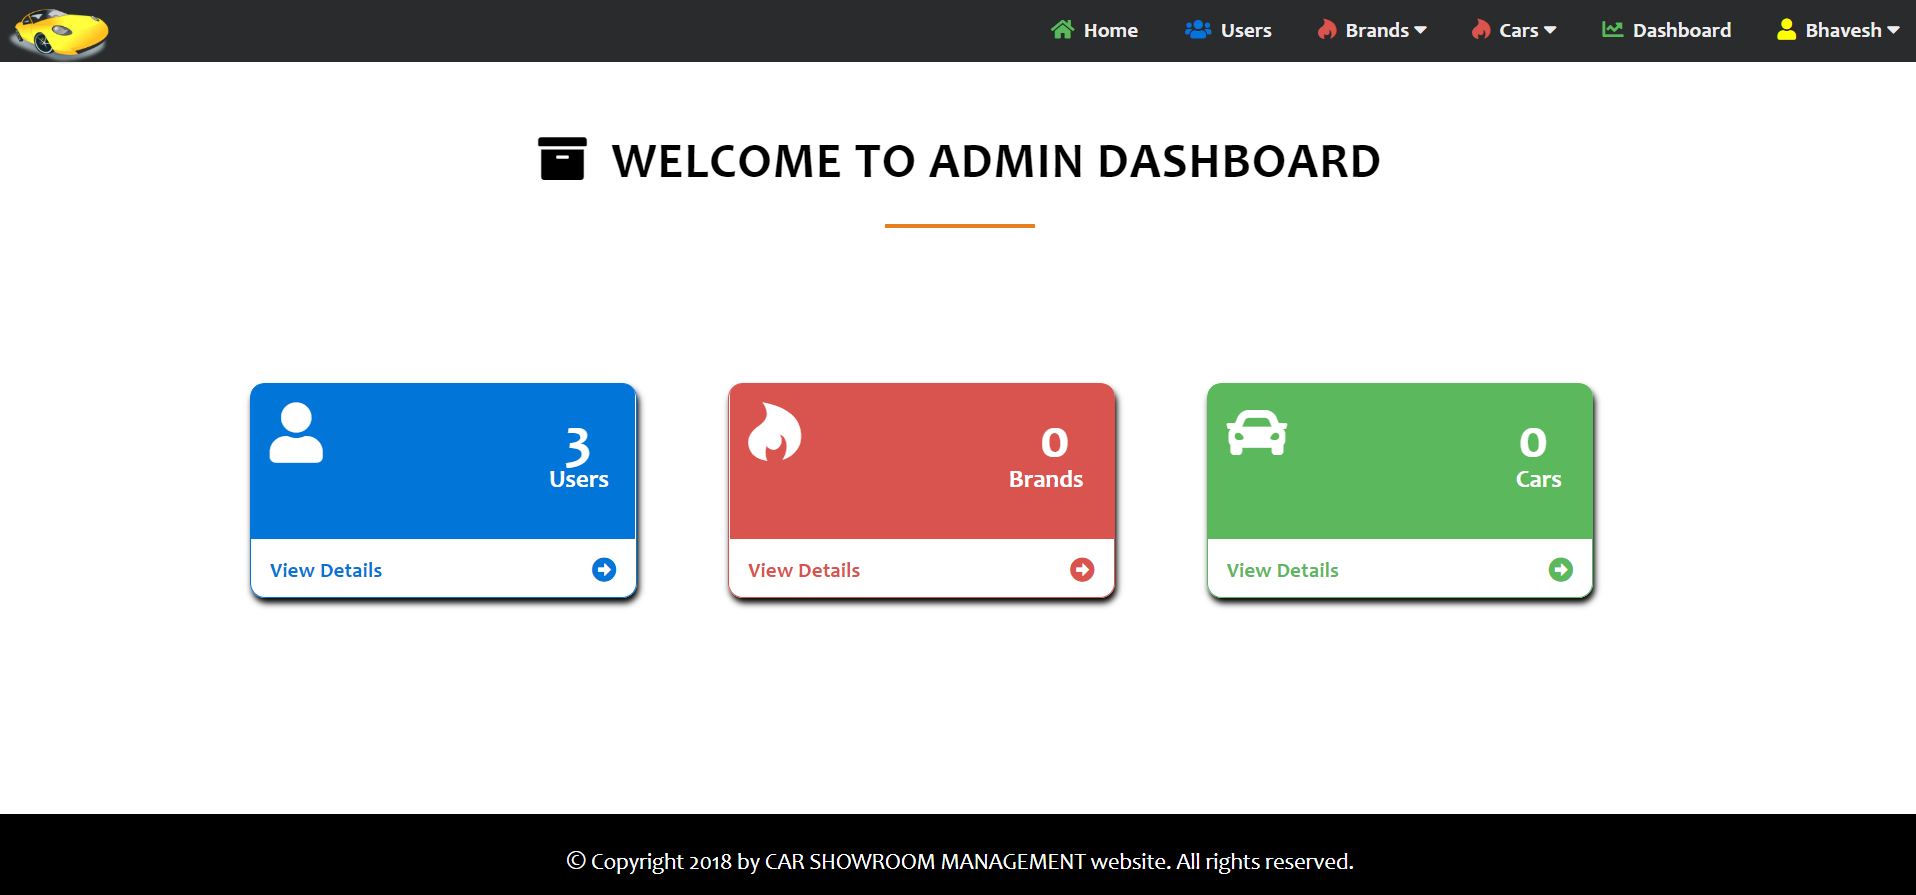 Home Users Brands Cars Dashboard Bhavesh
WELCOME TO ADMIN DASHBOARD
3
Users
View Details
0
Brands
View Details
0
Cars
View Details
© Copyright 2018 by CAR SHOWROOM MANAGEMENT website. All rights reserved.